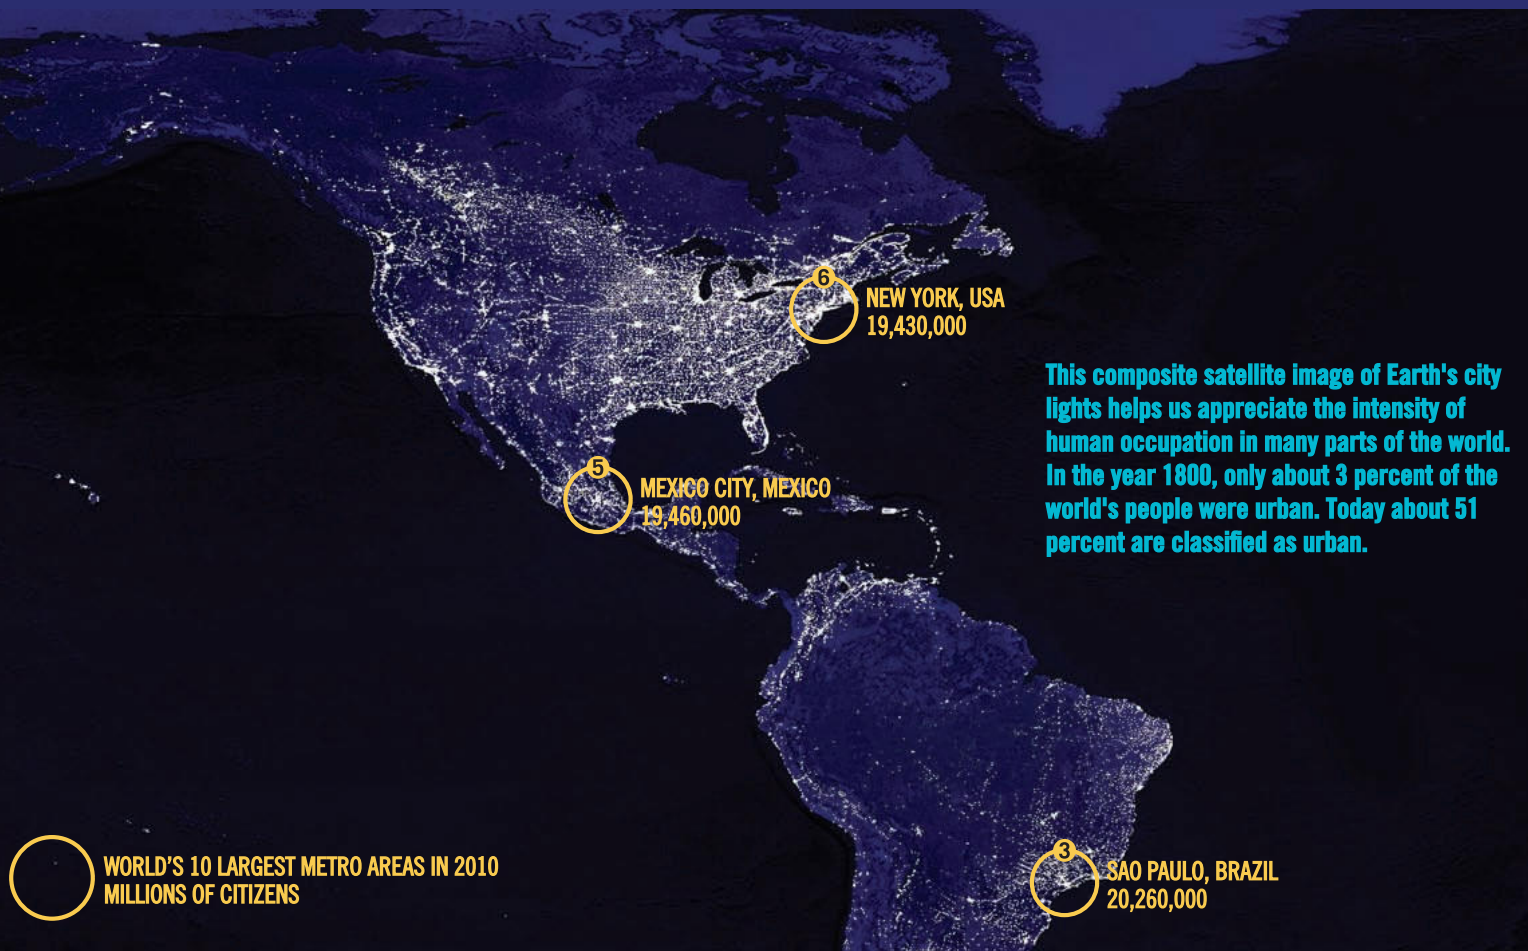 6
NEW YORK, USA
19,430,000
This composite satellite image of Earth's city
lights helps us appreciate the intensity of
human occupation in many parts of the world.
In the year 1800, only about 3 percent of the
world's people were urban. Today about 51
percent are classified as urban.
5
MEXICO CITY, MEXICO
19,460,000
3
SAO PAULO, BRAZIL
20,260,000
WORLD’S 10 LARGEST METRO AREAS IN 2010
MILLIONS OF CITIZENS